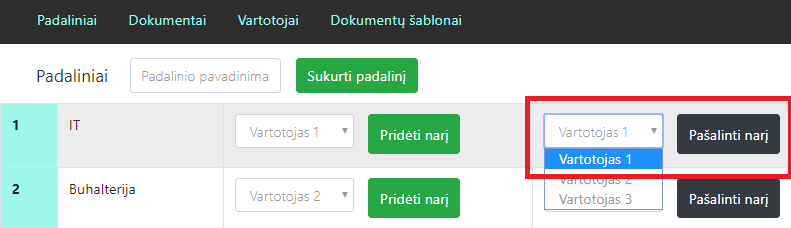 Padaliniai Dokumentai Vartotojai Dokumentų šablonai
Padaliniai Padalinio pavadinima Sukurti padalinį
1 IT Vartotojas 1 Pridėti narį Vartotojas 1 Pašalinti narį
Vartotojas 1
Vartotojas 2
2 Buhalterija Vartotojas 2 Pridėti narį Vartotojas 3 Pašalinti narį